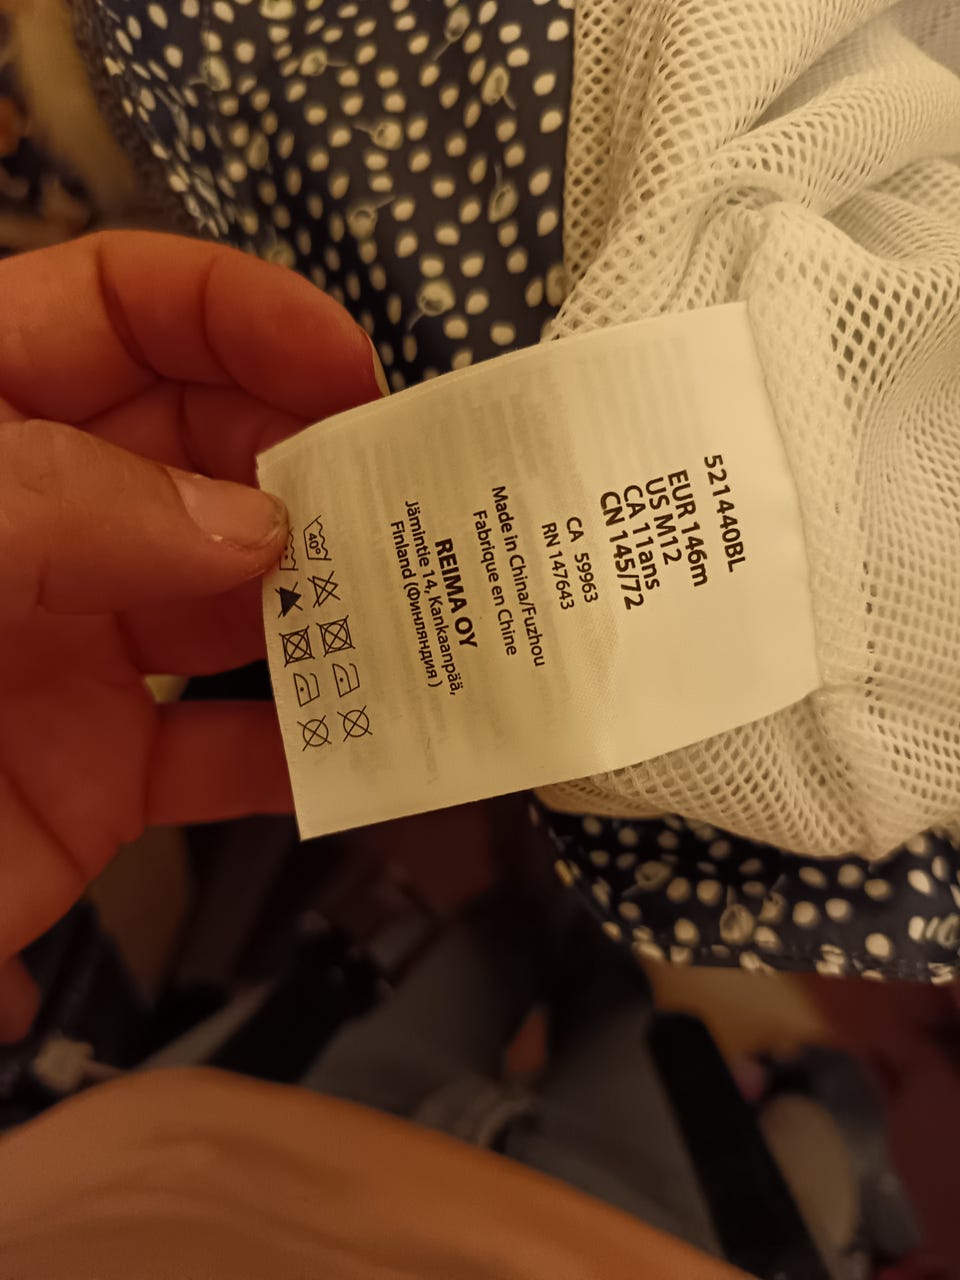 521440BL
EUR 146m
US M12
CA 11ans
CN 145/72
CA 59963
RN 147643
Made in China/Fuzhou
Fabrique en Chine
REIMA OY
Jämintie 14, Kankaanpää,
Finland (Финляндия )
40°